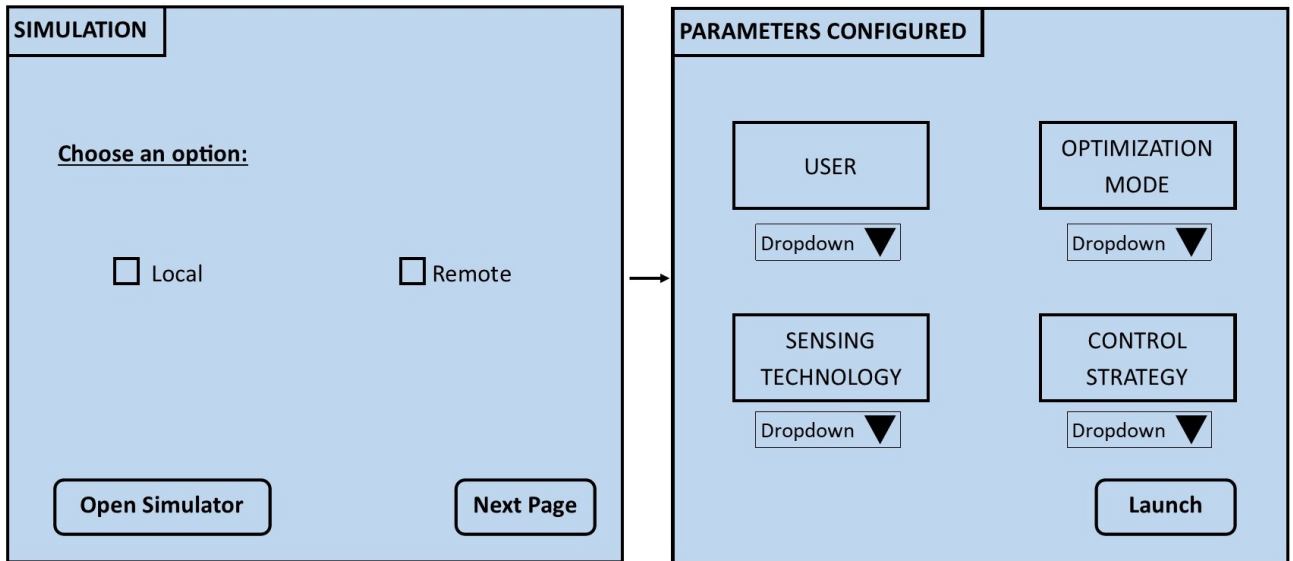 SIMULATION
Choose an option:
Local
Remote
Open Simulator
Next Page
PARAMETERS CONFIGURED
USER
Dropdown
OPTIMIZATION
MODE
Dropdown
SENSING
TECHNOLOGY
Dropdown
CONTROL
STRATEGY
Dropdown
Launch